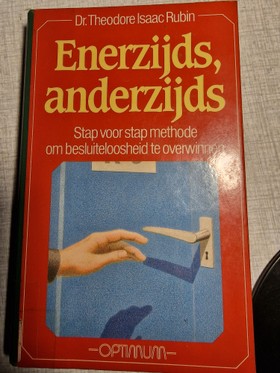 Dr. Theodore Isaac Rubin
Enerzijds,
anderzijds
Stap voor stap methode
om besluiteloosheid te overwinnen
OPTIMUM